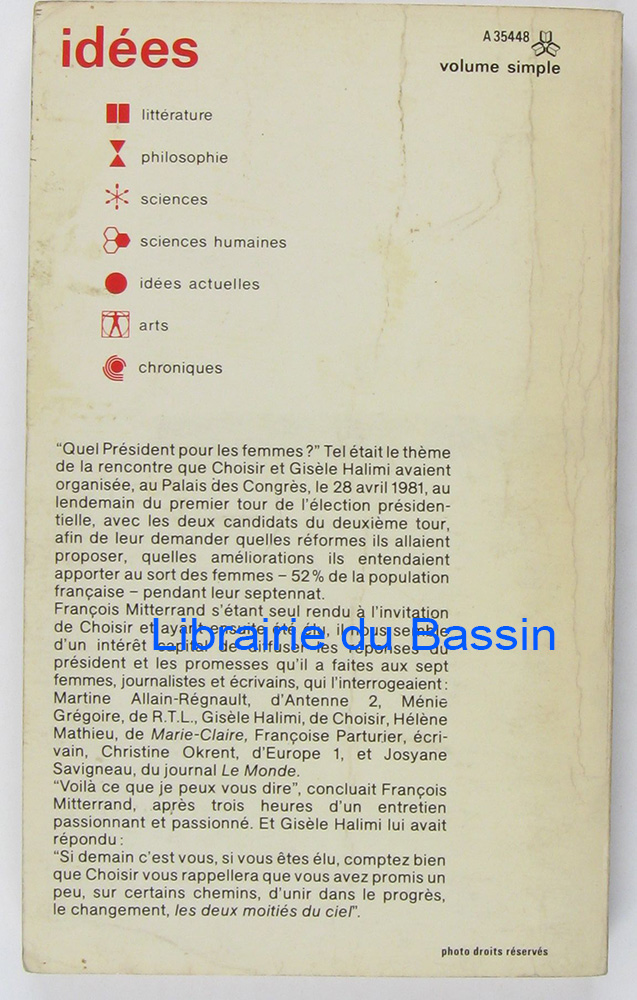 idées
A 35448
volume simple
littérature
philosophie
sciences
sciences humaines
idées actuelles
arts
chroniques
“Quel Président pour les femmes ?” Tel était le thème
de la rencontre que Choisir et Gisèle Halimi avaient
organisée, au Palais des Congrès, le 28 avril 1981, au
lendemain du premier tour de l'élection présiden-
tielle, avec les deux candidats du deuxième tour,
afin de leur demander quelles réformes ils allaient
proposer, quelles améliorations ils entendaient
apporter au sort des femmes – 52 % de la population
française – pendant leur septennat.
François Mitterrand s'étant seul rendu à l'invitation
de Choisir et ayant ensuite été élu, il nous semble
Librairie du Bassin
d'un intérêt capital de diffuser les réponses du
président et les promesses qu'il a faites aux sept
femmes, journalistes et écrivains, qui l'interrogeaient :
Martine Allain-Régnault, d'Antenne 2, Ménie
Grégoire, de R.T.L., Gisèle Halimi, de Choisir, Hélène
Mathieu, de Marie-Claire, Françoise Parturier, écri-
vain, Christine Okrent, d'Europe 1, et Josyane
Savigneau, du journal Le Monde.
“Voilà ce que je peux vous dire”, concluait François
Mitterrand, après trois heures d'un entretien
passionnant et passionné. Et Gisèle Halimi lui avait
répondu :
“Si demain c'est vous, si vous êtes élu, comptez bien
que Choisir vous rappellera que vous avez promis un
peu, sur certains chemins, d'unir dans le progrès,
le changement, les deux moitiés du ciel”.
photo droits réservés